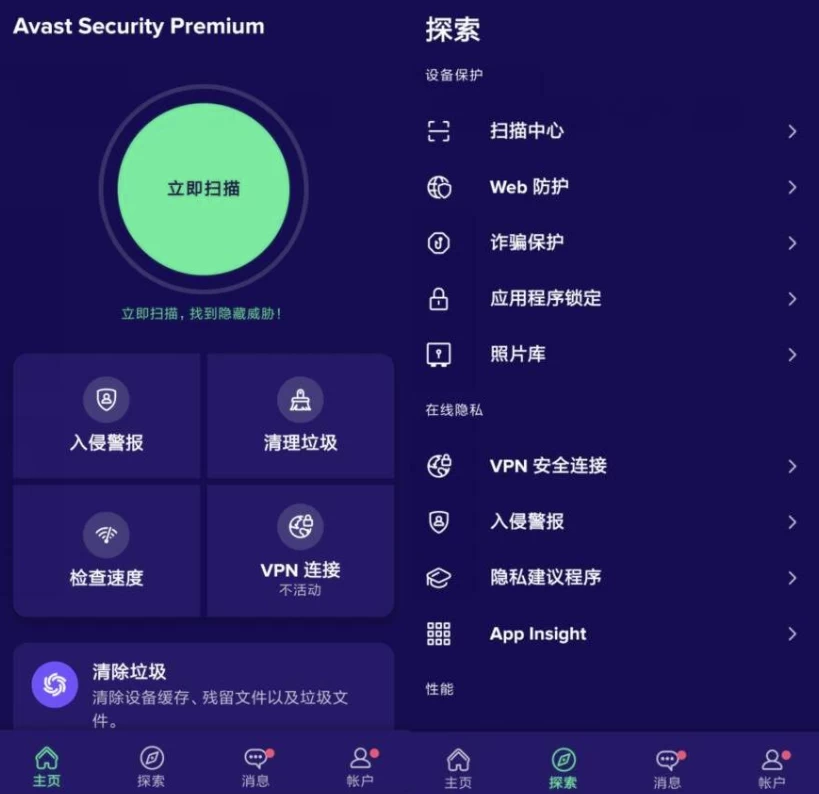 Avast Security Premium
立即扫描
立即扫描，找到隐藏威胁！
入侵警报
清理垃圾
检查速度
VPN 连接
不活动
清除垃圾
清除设备缓存、残留文件以及垃圾文
件。
主页
探索
消息
帐户
探索
设备保护
扫描中心
Web 防护
诈骗保护
应用程序锁定
照片库
在线隐私
VPN 安全连接
入侵警报
隐私建议程序
App Insight
性能
主页
探索
消息
帐户